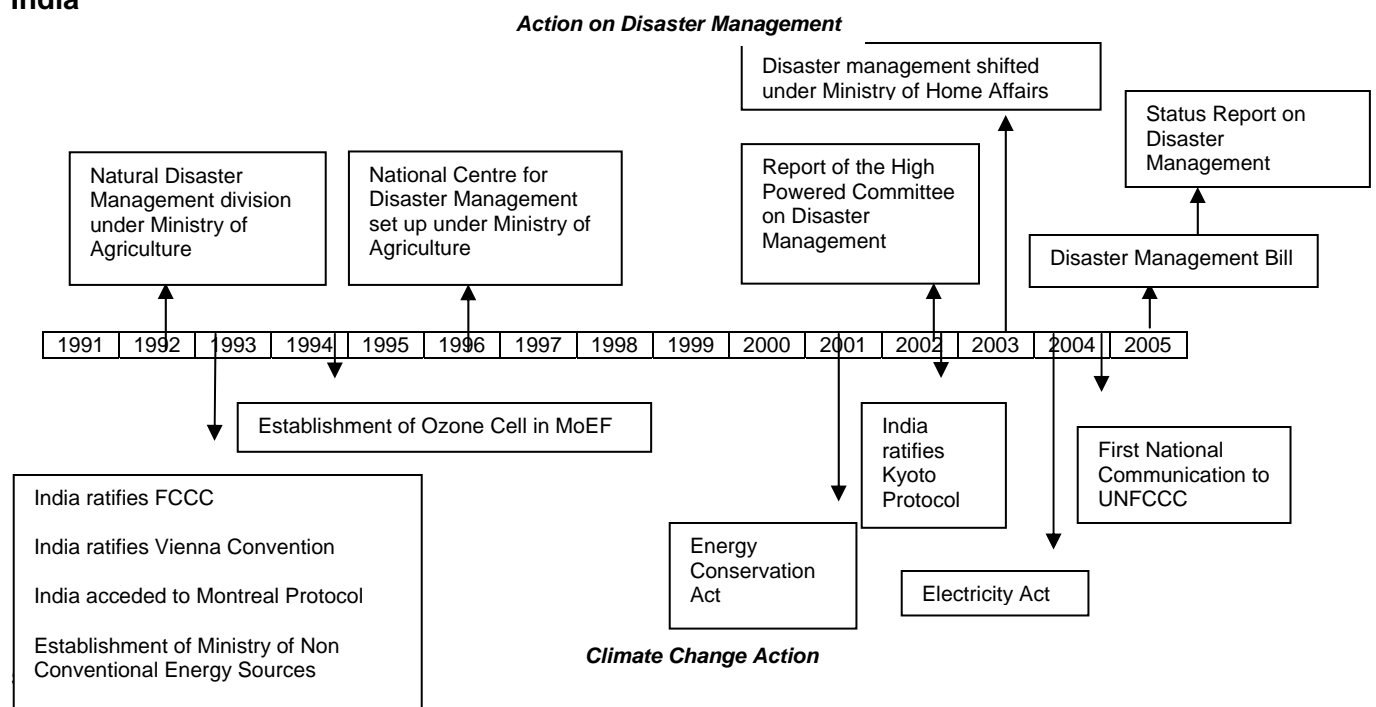 India
Action on Disaster Management
Disaster management shifted
under Ministry of Home Affairs
Status Report on
Disaster
Management
Natural Disaster
Management division
under Ministry of
Agriculture
National Centre for
Disaster Management
set up under Ministry of
Agriculture
Report of the High
Powered Committee
on Disaster
Management
Disaster Management Bill
1991 1992 1993 1994 1995 1996 1997 1998 1999 2000 2001 2002 2003 2004 2005
Establishment of Ozone Cell in MoEF
India
ratifies
Kyoto
Protocol
First National
Communication to
UNFCCC
India ratifies FCCC
India ratifies Vienna Convention
India acceded to Montreal Protocol
Establishment of Ministry of Non
Conventional Energy Sources
Energy
Conservation
Act
Electricity Act
Climate Change Action